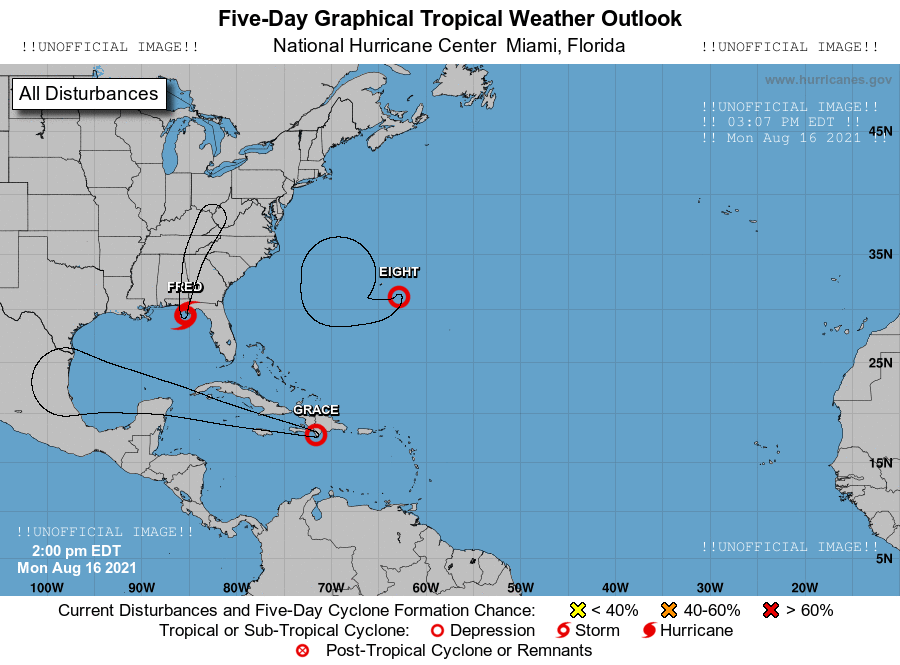 Five-Day Graphical Tropical Weather Outlook
!!UNOFFICIAL IMAGE!! National Hurricane Center Miami, Florida !!UNOFFICIAL IMAGE!!
All Disturbances
www.hurricanes.gov
!!UNOFFICIAL IMAGE!!
!! 03:07 PM EDT !!
!! Mon Aug 16 2021 !!
45N
35N
EIGHT
FRED
25N
GRACE
15N
!!UNOFFICIAL IMAGE!!
!!UNOFFICIAL IMAGE!!
2:00 pm EDT
5N
Mon Aug 16 2021
100W 90W 80W 70W 60W 50W 40W 30W 20W
Current Disturbances and Five-Day Cyclone Formation Chance: < 40% 40-60% > 60%
Tropical or Sub-Tropical Cyclone: Depression Storm Hurricane
Post-Tropical Cyclone or Remnants